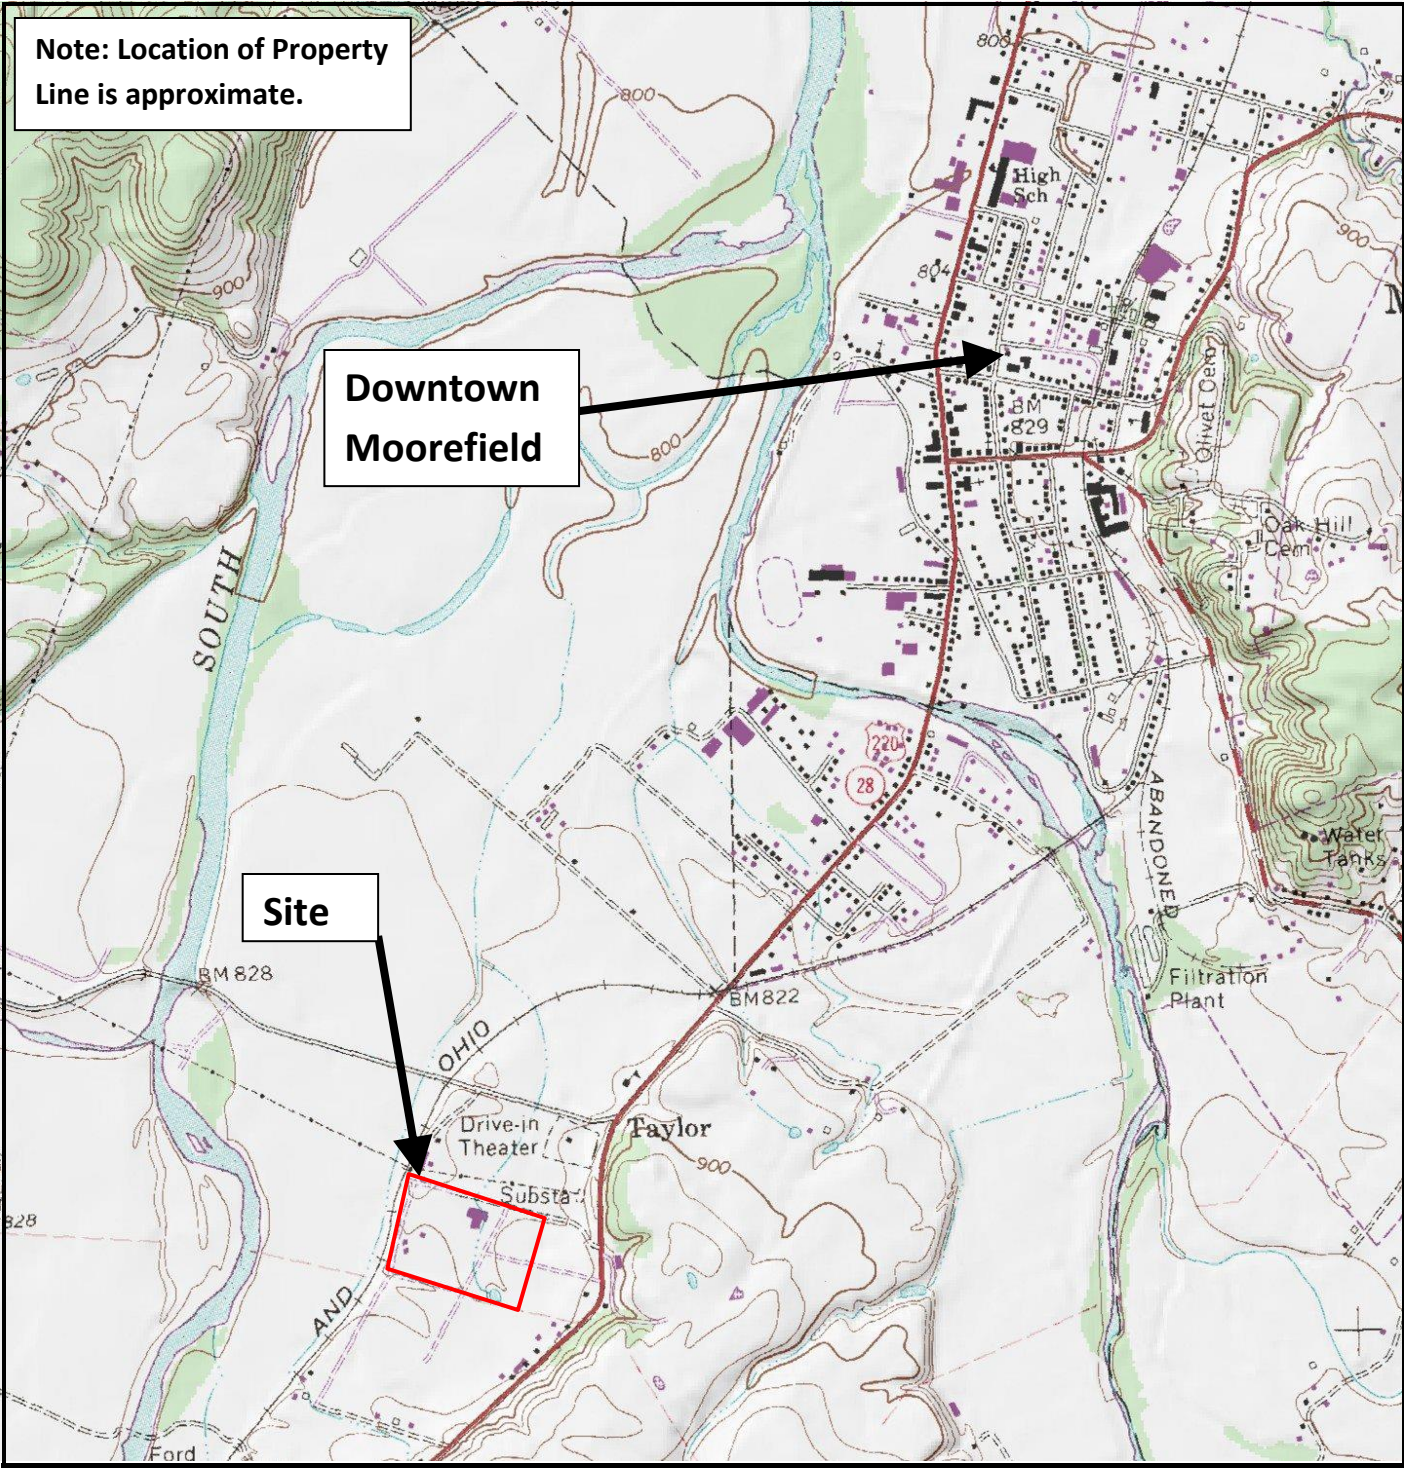 Note: Location of Property
Line is approximate.
800
800
High
Sch
900
804
900
M
Downtown
Moorefield
800
BM
829
Olivet Cem
Oak Hill
Cem
SOUTH
220
28
ABANDONED
Water
Tanks
Site
BM 828
BM 822
Filtration
Plant
OHIO
Drive-in
Theater
Taylor
900
Substa
828
AND
Ford